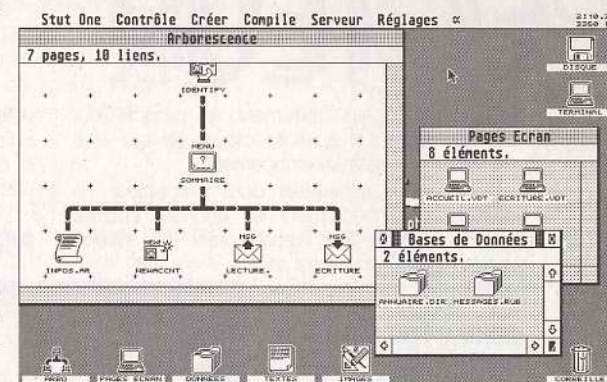 Stut One Contrôle Créer Compile Serveur Réglages
Arborescence
7 pages, 10 liens.
IDENTIFY
MENU
SOMMAIRE
INFOS.AR
NEW
NEWACCNT
MSG
LECTURE.
MSG
ECRITURE
DISQUE
TERMINAL
Pages Ecran
8 éléments.
ACCUEIL.VDT
ECRITURE.VDT
Bases de Données
2 éléments.
ANNUAIRE.DIR
MESSAGES.RUB
ARBO
PAGES ECRAN
DONNEES
TEXTES
IMAGES
CORBEILLE